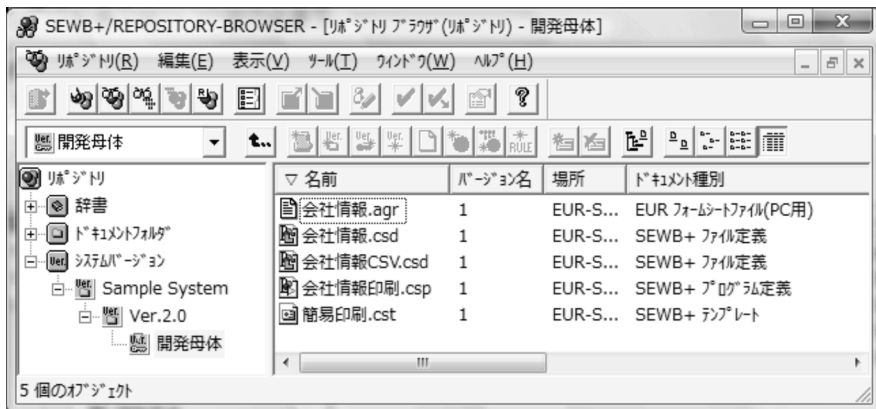 SEWB+/REPOSITORY-BROWSER - [ﾘﾎﾟｼﾞﾄﾘ ﾌﾞﾗｳｻﾞ(ﾘﾎﾟｼﾞﾄﾘ) - 開発母体]
ﾘﾎﾟｼﾞﾄﾘ(R) 編集(E) 表示(V) ﾂｰﾙ(T) ｳｨﾝﾄﾞｳ(W) ﾍﾙﾌﾟ(H)
開発母体
ﾘﾎﾟｼﾞﾄﾘ
辞書
ﾄﾞｷｭﾒﾝﾄﾌｫﾙﾀﾞ
ｼｽﾃﾑﾊﾞｰｼﾞｮﾝ
Sample System
Ver.2.0
開発母体
名前 ﾊﾞｰｼﾞｮﾝ名 場所 ﾄﾞｷｭﾒﾝﾄ種別
会社情報.agr 1 EUR-S... EUR ﾌｫｰﾑｼｰﾄﾌｧｲﾙ(PC用)
会社情報.csd 1 EUR-S... SEWB+ ﾌｧｲﾙ定義
会社情報CSV.csd 1 EUR-S... SEWB+ ﾌｧｲﾙ定義
会社情報印刷.csp 1 EUR-S... SEWB+ ﾌﾟﾛｸﾞﾗﾑ定義
簡易印刷.cst 1 EUR-S... SEWB+ ﾃﾝﾌﾟﾚｰﾄ
5 個のｵﾌﾞｼﾞｪｸﾄ